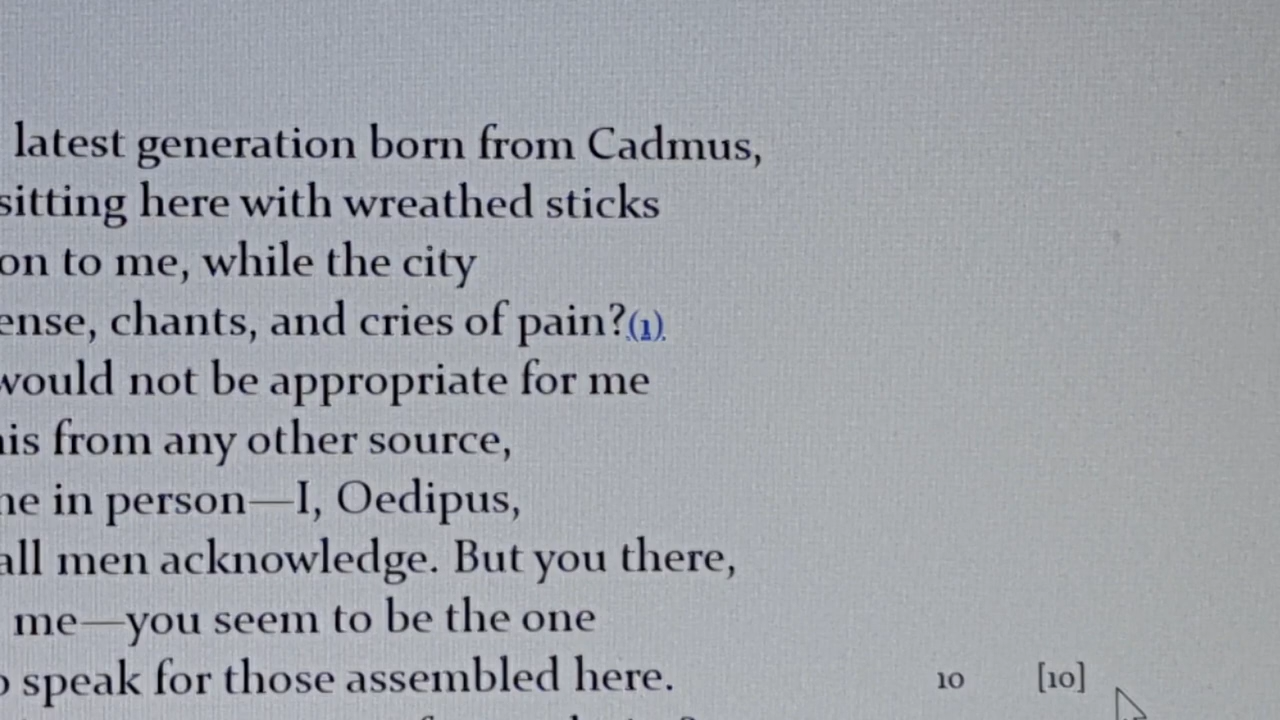 latest generation born from Cadmus,
sitting here with wreathed sticks
on to me, while the city
ense, chants, and cries of pain?(1)
would not be appropriate for me
his from any other source,
me in person—I, Oedipus,
all men acknowledge. But you there,
me—you seem to be the one
speak for those assembled here. 10 [10]